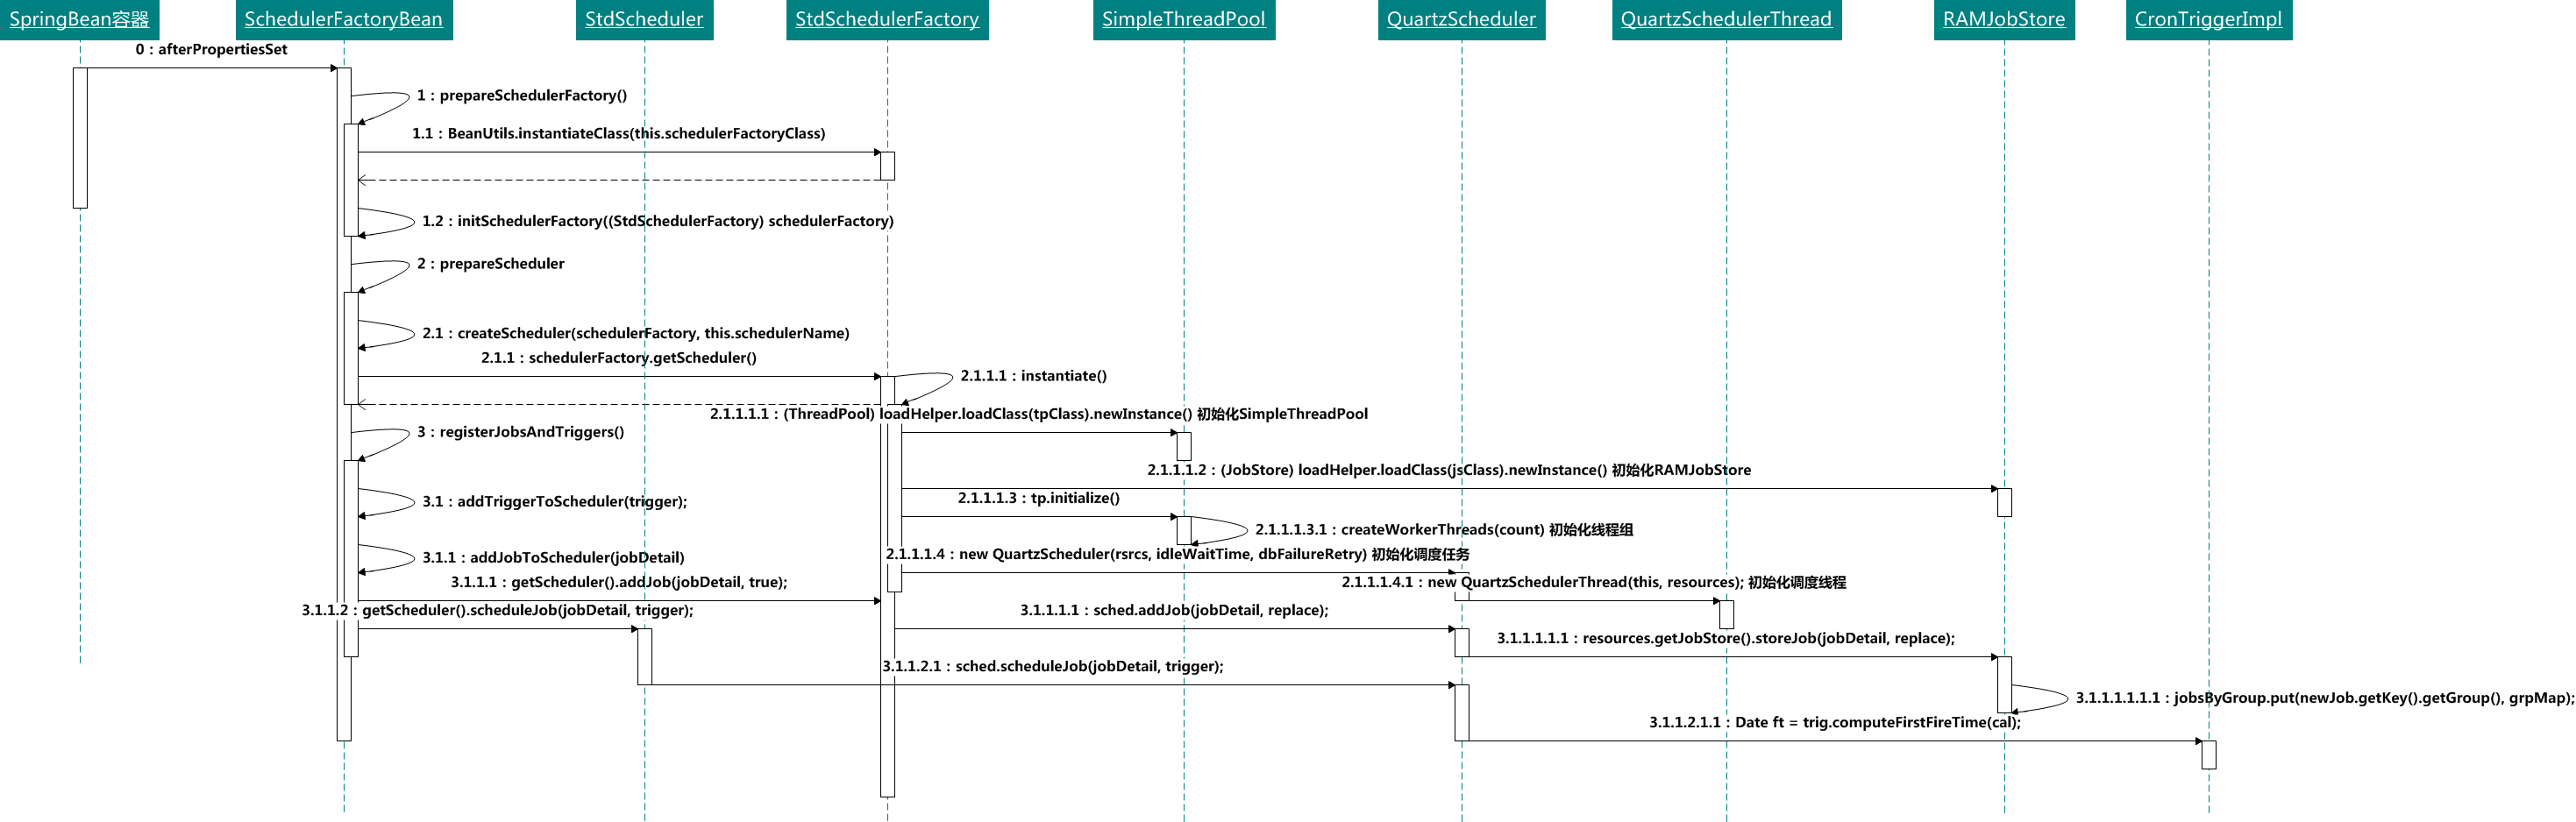 SpringBean容器
SchedulerFactoryBean
StdScheduler
StdSchedulerFactory
SimpleThreadPool
QuartzScheduler
QuartzSchedulerThread
RAMJobStore
CronTriggerImpl
0：afterPropertiesSet
1：prepareSchedulerFactory()
1.1：BeanUtils.instantiateClass(this.schedulerFactoryClass)
1.2：initSchedulerFactory((StdSchedulerFactory) schedulerFactory)
2：prepareScheduler
2.1：createScheduler(schedulerFactory, this.schedulerName)
2.1.1：schedulerFactory.getScheduler()
2.1.1.1：instantiate()
2.1.1.1.1：(ThreadPool) loadHelper.loadClass(tpClass).newInstance() 初始化SimpleThreadPool
3：registerJobsAndTriggers()
2.1.1.1.2：(JobStore) loadHelper.loadClass(jsClass).newInstance() 初始化RAMJobStore
3.1：addTriggerToScheduler(trigger);
2.1.1.1.3：tp.initialize()
2.1.1.1.3.1：createWorkerThreads(count) 初始化线程组
3.1.1：addJobToScheduler(jobDetail)
2.1.1.1.4：new QuartzScheduler(rsrcs, idleWaitTime, dbFailureRetry) 初始化调度任务
3.1.1.1：getScheduler().addJob(jobDetail, true);
2.1.1.1.4.1：new QuartzSchedulerThread(this, resources); 初始化调度线程
3.1.1.2：getScheduler().scheduleJob(jobDetail, trigger);
3.1.1.1.1：sched.addJob(jobDetail, replace);
3.1.1.1.1.1：resources.getJobStore().storeJob(jobDetail, replace);
3.1.1.2.1：sched.scheduleJob(jobDetail, trigger);
3.1.1.1.1.1.1：jobsByGroup.put(newJob.getKey().getGroup(), grpMap);
3.1.1.2.1.1：Date ft = trig.computeFirstFireTime(cal);